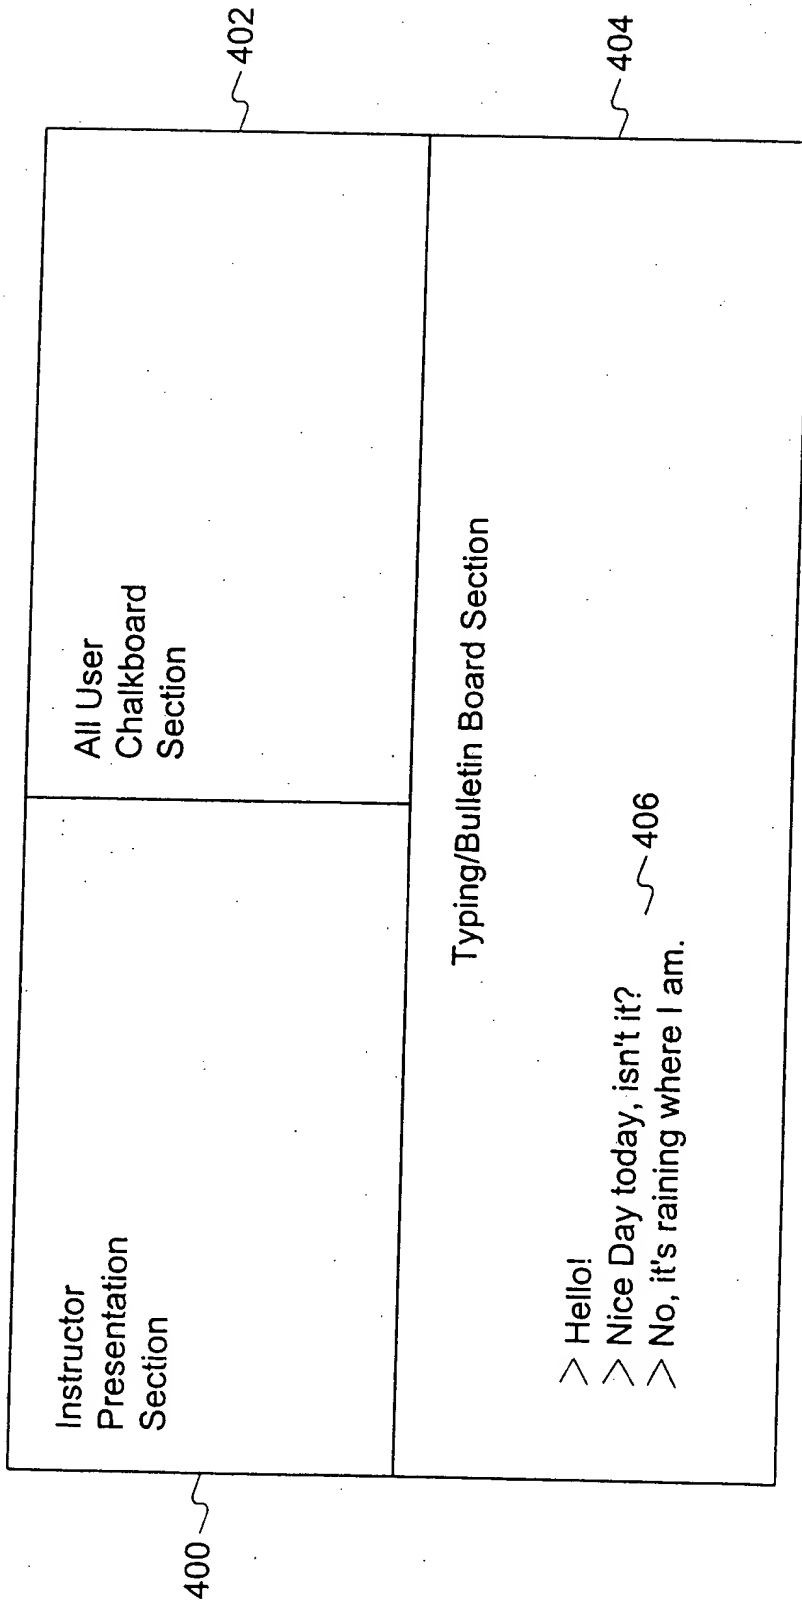 400
Instructor
Presentation
Section
All User
Chalkboard
Section
402
Typing/Bulletin Board Section
404
> Hello!
> Nice Day today, isn't it?
> No, it's raining where I am.
406